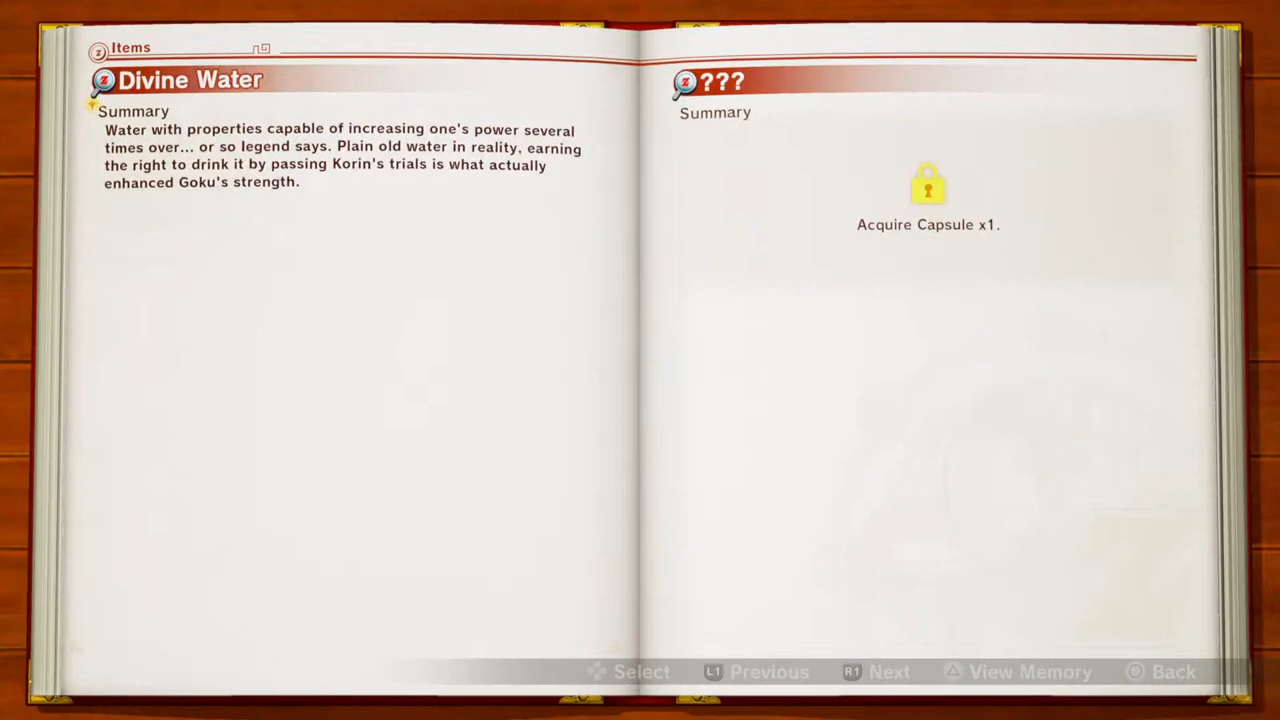 Items
Divine Water
Summary
Water with properties capable of increasing one's power several
times over... or so legend says. Plain old water in reality, earning
the right to drink it by passing Korin's trials is what actually
enhanced Goku's strength.
???
Summary
Acquire Capsule x1.
Select L1 Previous R1 Next View Memory Back